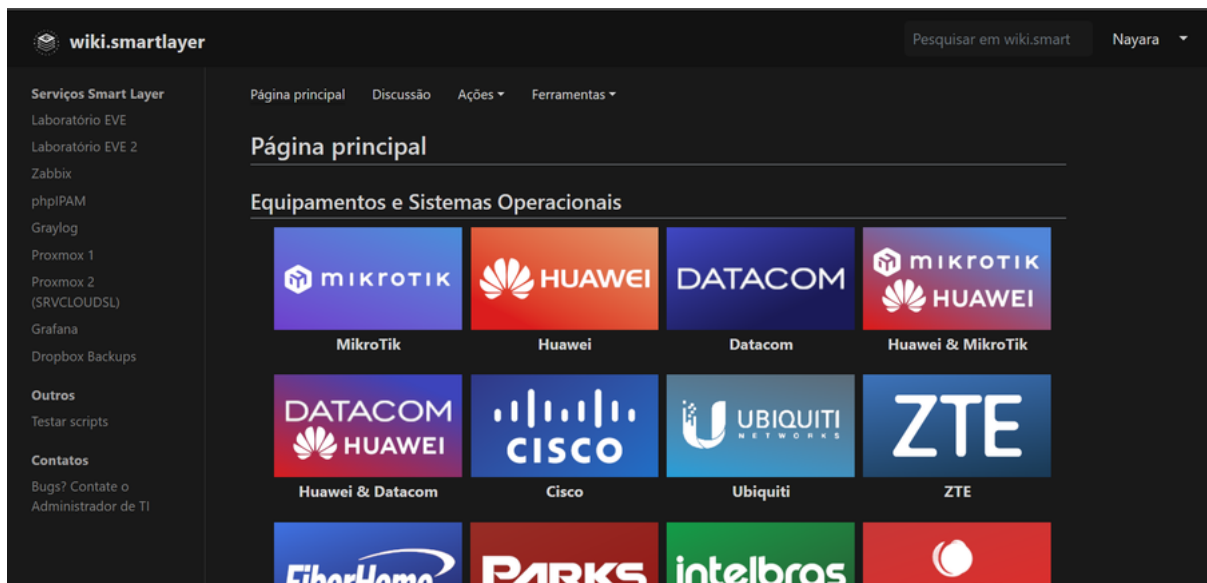 wiki.smartlayer
Pesquisar em wiki.smart
Nayara
Serviços Smart Layer
Laboratório EVE
Laboratório EVE 2
Zabbix
phpIPAM
Graylog
Proxmox 1
Proxmox 2
(SRVCLOUDSL)
Grafana
Dropbox Backups
Outros
Testar scripts
Contatos
Bugs? Contate o
Administrador de TI
Página principal
Discussão
Ações
Ferramentas
Página principal
Equipamentos e Sistemas Operacionais
MIKROTIK
HUAWEI
DATACOM
MIKROTIK
HUAWEI
MikroTik
Huawei
Datacom
Huawei & MikroTik
DATACOM
HUAWEI
CISCO
UBIQUITI
NETWORKS
ZTE
Huawei & Datacom
Cisco
Ubiquiti
ZTE
FiberHome
PARKS
intelbras